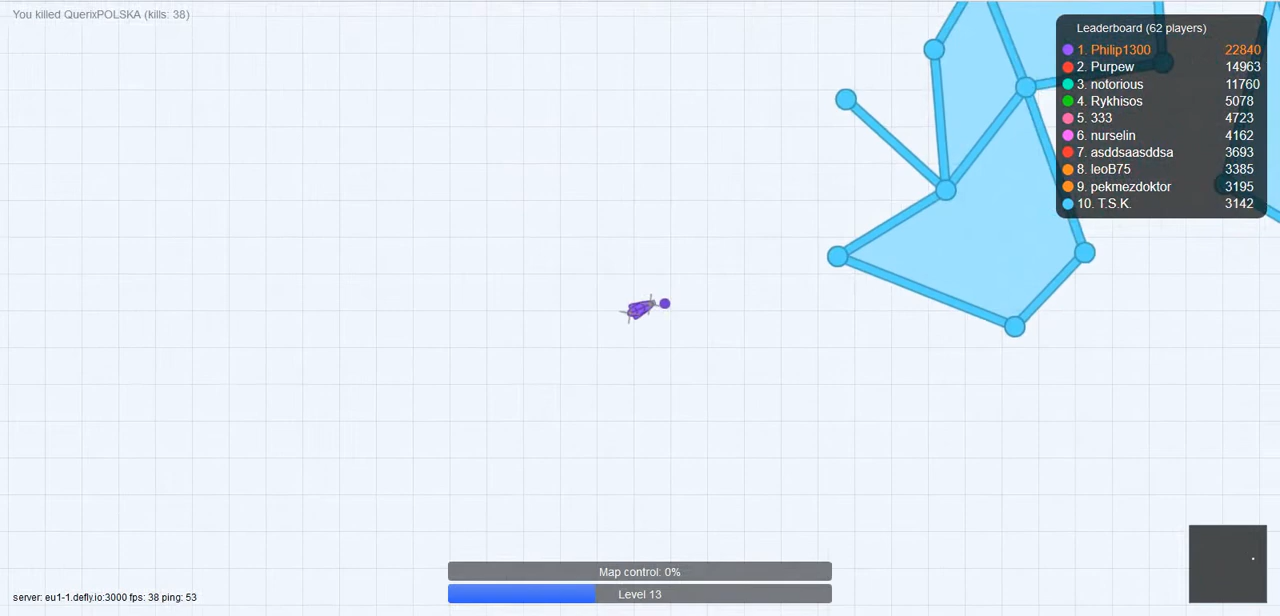 You killed QuerixPOLSKA (kills: 38)
Leaderboard (62 players)
1. Philip1300 22840
2. Purpew 14963
3. notorious 11760
4. Rykhisos 5078
5. 333 4723
6. nurselin 4162
7. asddsaasddsa 3693
8. leoB75 3385
9. pekmezdoktor 3195
10. T.S.K. 3142
Map control: 0%
Level 13
server: eu1-1.defly.io:3000 fps: 38 ping: 53